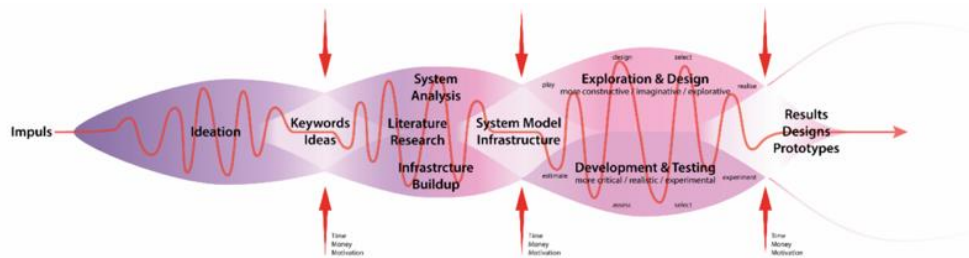 Impuls
Ideation
Keywords
Ideas
System
Analysis
Literature
Research
Infrastrcture
Buildup
System Model
Infrastructure
play
design
select
realise
Exploration & Design
more constructive / imaginative / explorative
Development & Testing
more critical / realistic / experimental
estimate
assess
select
experiment
Results
Designs
Prototypes
Time
Money
Motivation
Time
Money
Motivation
Time
Money
Motivation